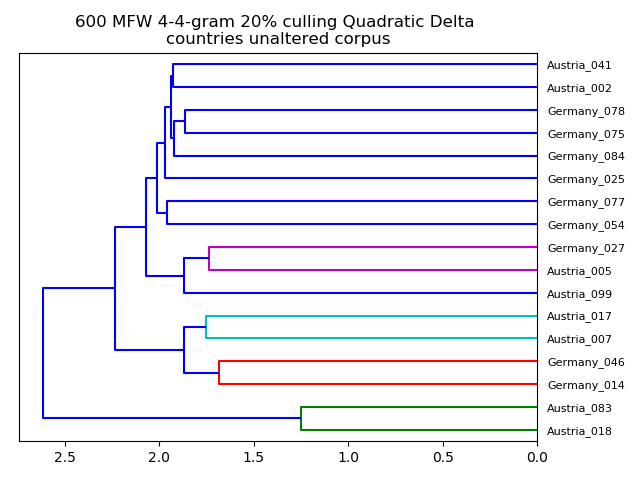 600 MFW 4-4-gram 20% culling Quadratic Delta
countries unaltered corpus
Austria_041
Austria_002
Germany_078
Germany_075
Germany_084
Germany_025
Germany_077
Germany_054
Germany_027
Austria_005
Austria_099
Austria_017
Austria_007
Germany_046
Germany_014
Austria_083
Austria_018
2.5 2.0 1.5 1.0 0.5 0.0